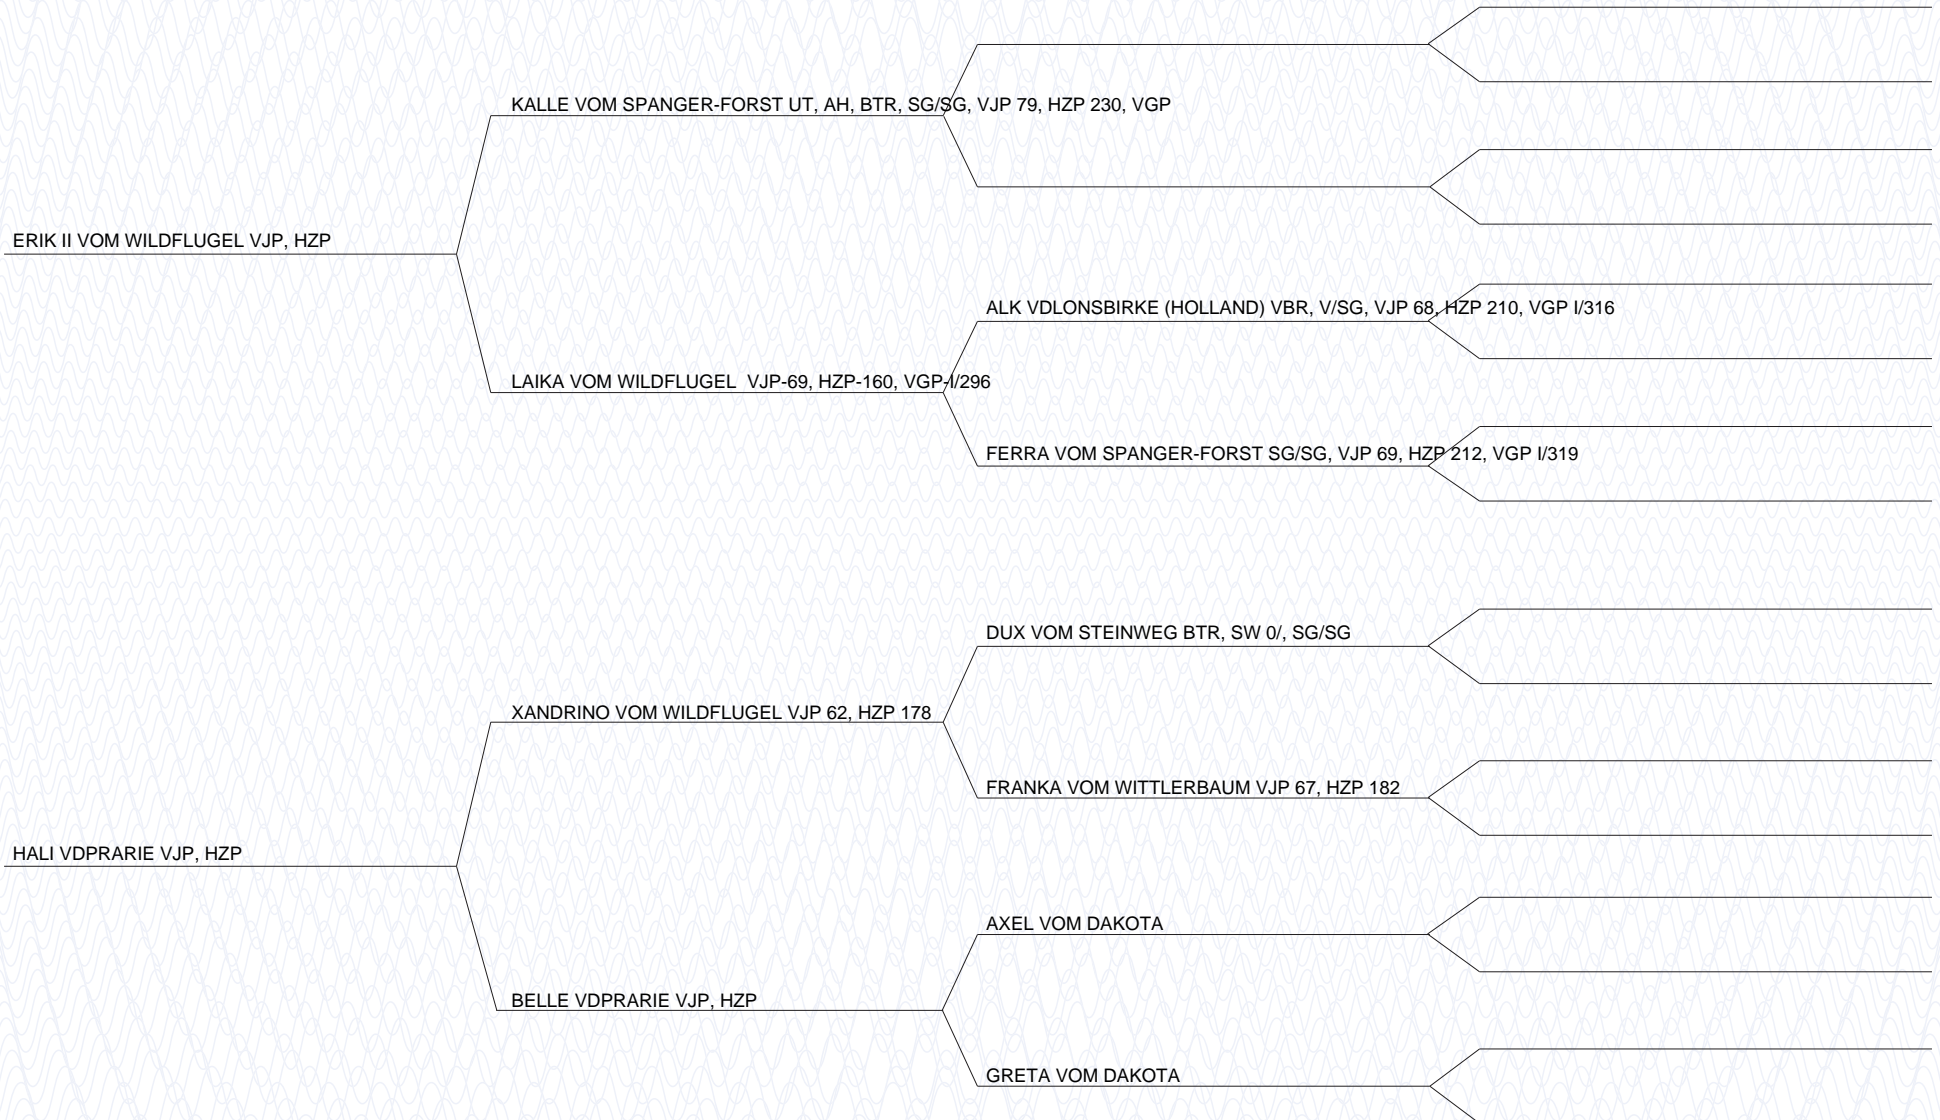 KALLE VOM SPANGER-FORST UT, AH, BTR, SG/SG, VJP 79, HZP 230, VGP
ERIK II VOM WILDFLUGEL VJP, HZP
ALK VDLONSBIRKE (HOLLAND) VBR, V/SG, VJP 68, HZP 210, VGP I/316
LAIKA VOM WILDFLUGEL  VJP-69, HZP-160, VGP-I/296
FERRA VOM SPANGER-FORST SG/SG, VJP 69, HZP 212, VGP I/319
DUX VOM STEINWEG BTR, SW 0/, SG/SG
XANDRINO VOM WILDFLUGEL VJP 62, HZP 178
FRANKA VOM WITTLERBAUM VJP 67, HZP 182
HALI VDPRARIE VJP, HZP
AXEL VOM DAKOTA
BELLE VDPRARIE VJP, HZP
GRETA VOM DAKOTA